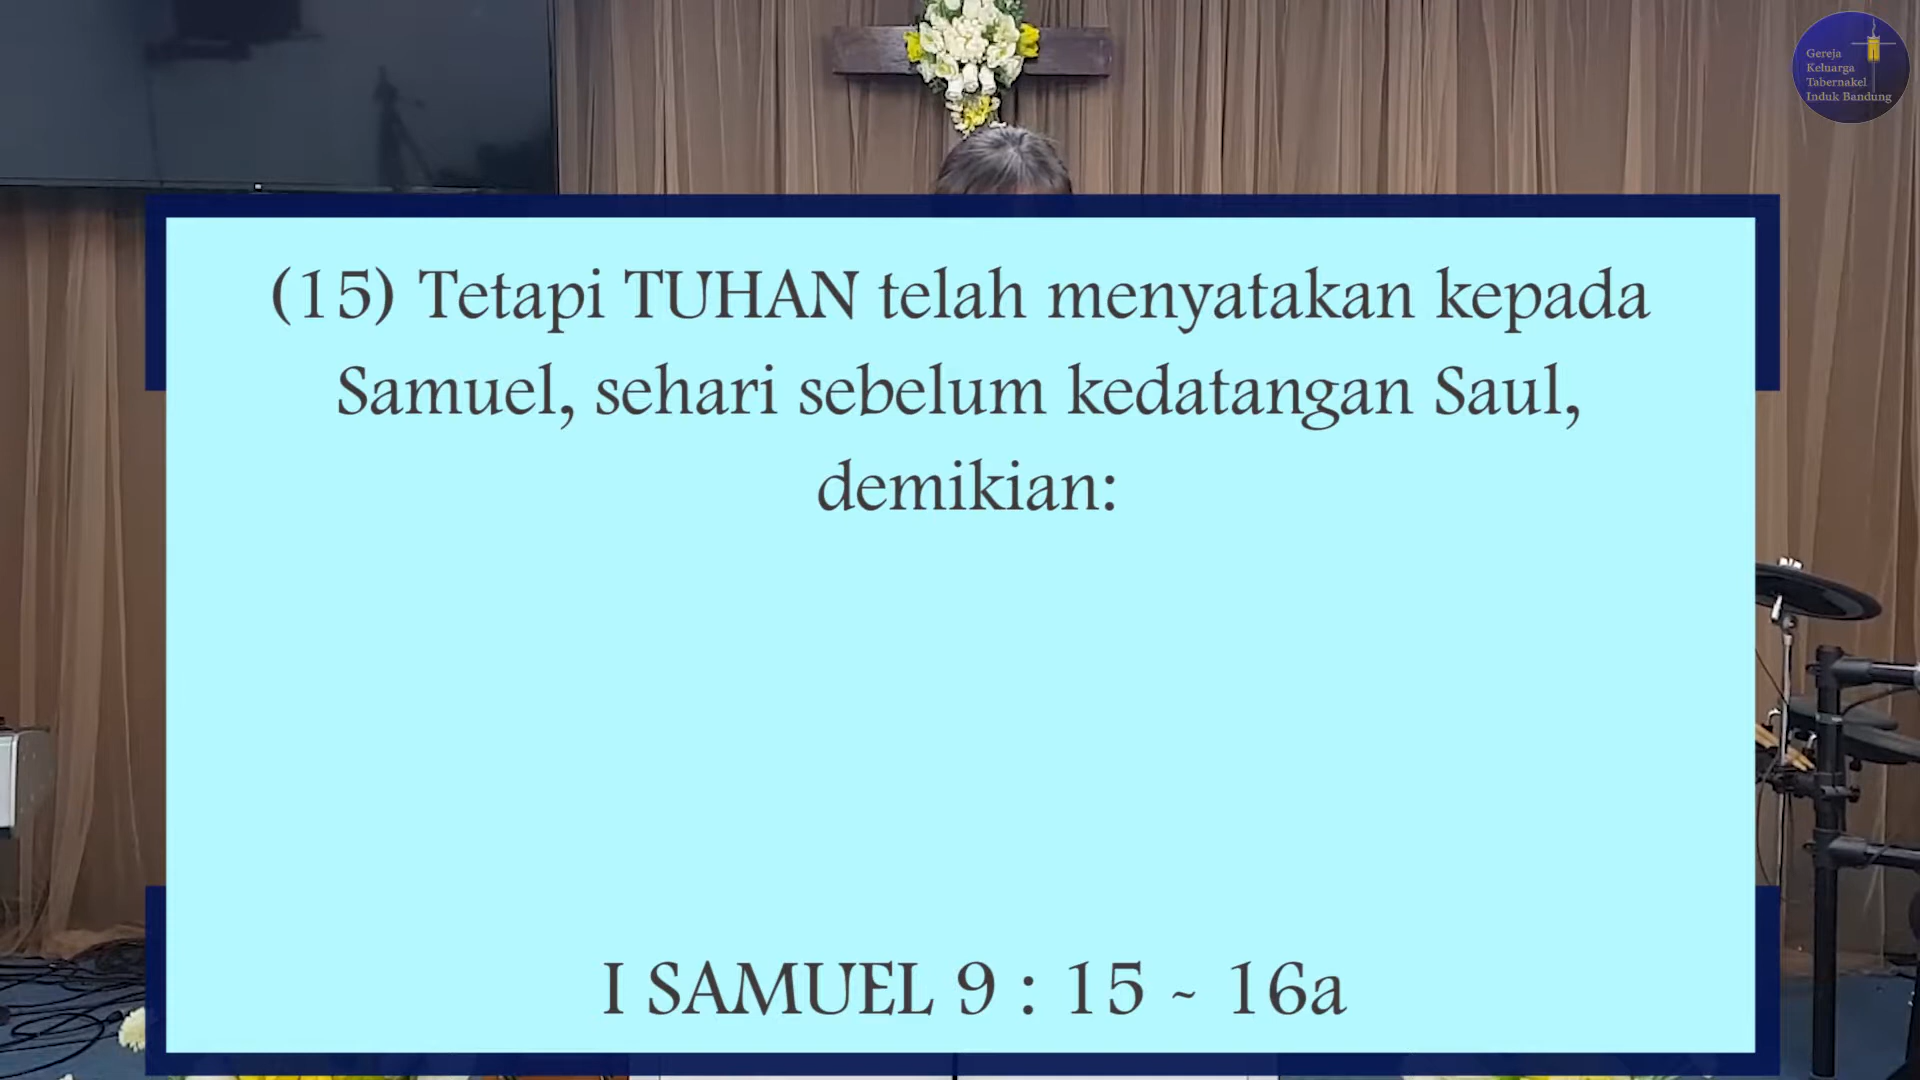 Gereja
Keluarga
Tabernakel
Induk Bandung
(15) Tetapi TUHAN telah menyatakan kepada
Samuel, sehari sebelum kedatangan Saul,
demikian:
I SAMUEL 9 : 15 - 16a